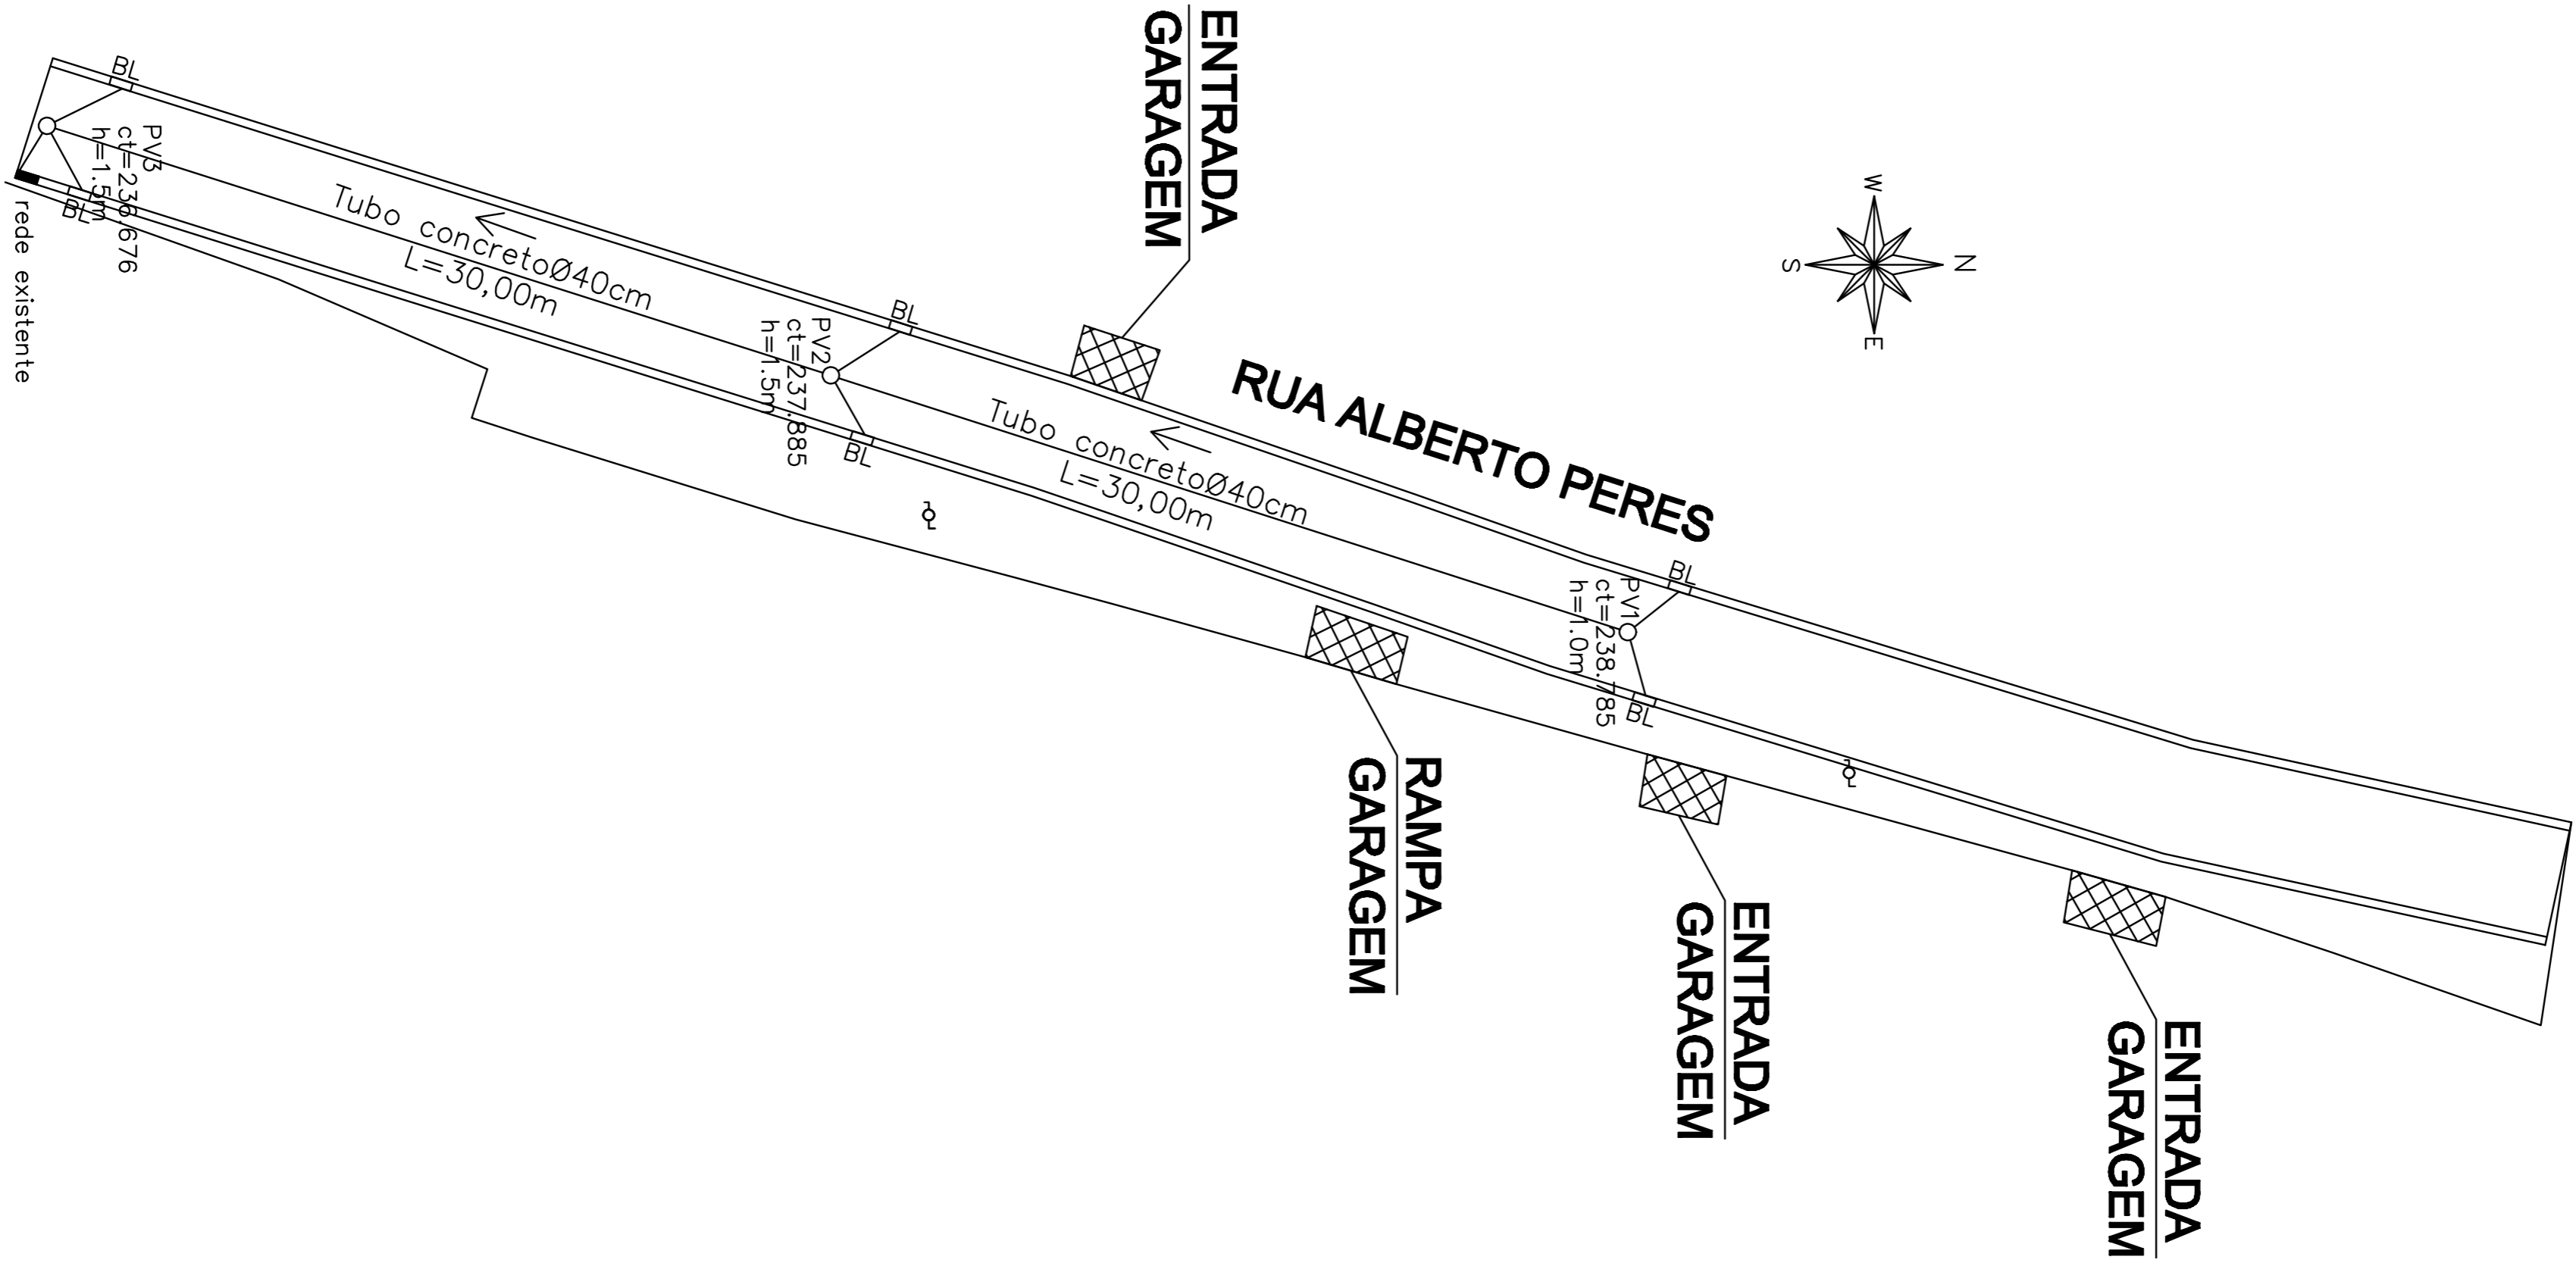 ENTRADA
GARAGEM
W
N
S
E
BL
PV3
ct=236.676
h=1.5m
BL
rede existente
Tubo concretoØ40cm
L=30,00m
BL
PV2
ct=237.885
h=1.5m
BL
Tubo concretoØ40cm
L=30,00m
RUA ALBERTO PERES
BL
PV1
ct=238.785
h=1.0m
BL
RAMPA
GARAGEM
ENTRADA
GARAGEM
ENTRADA
GARAGEM